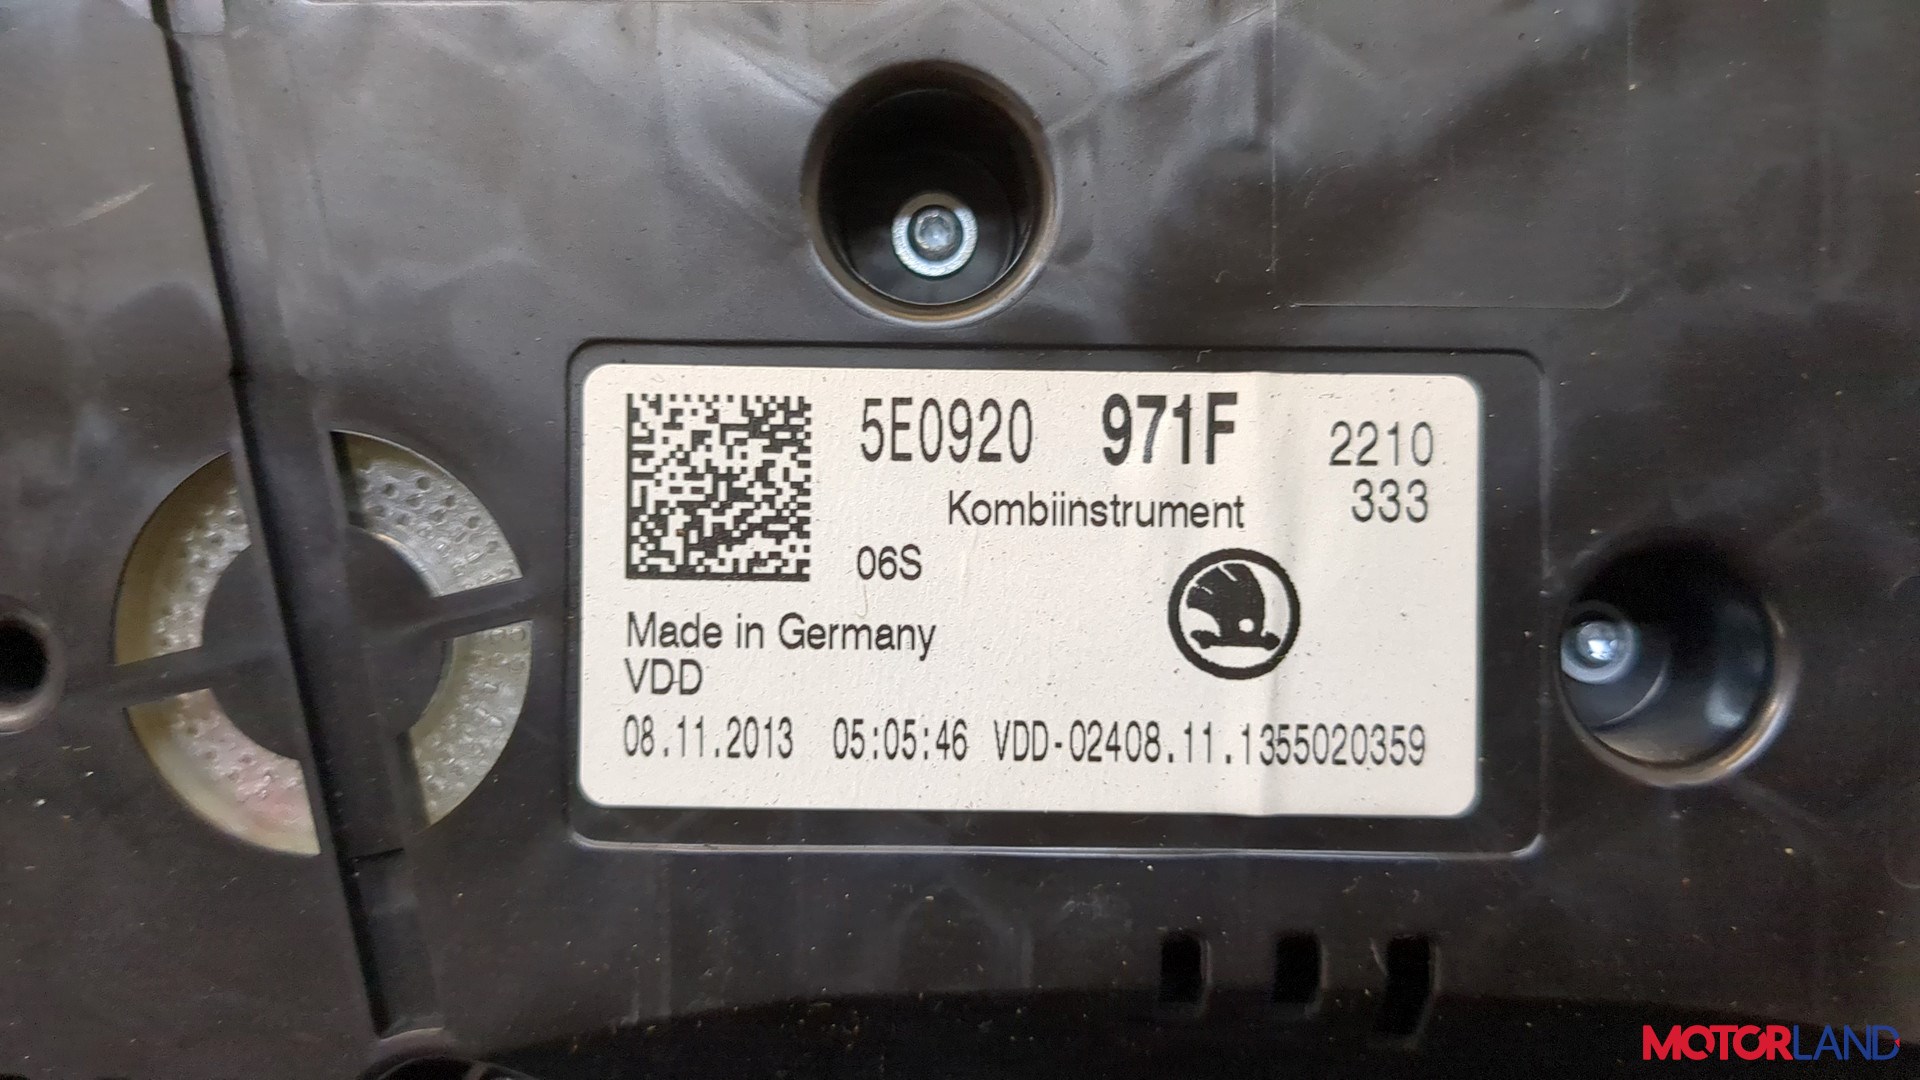 5E0920 971F 2210
333
Kombiinstrument
06S
Made in Germany
VDD
08.11.2013 05:05:46 VDD-02408.11.1355020359
MOTORLAND